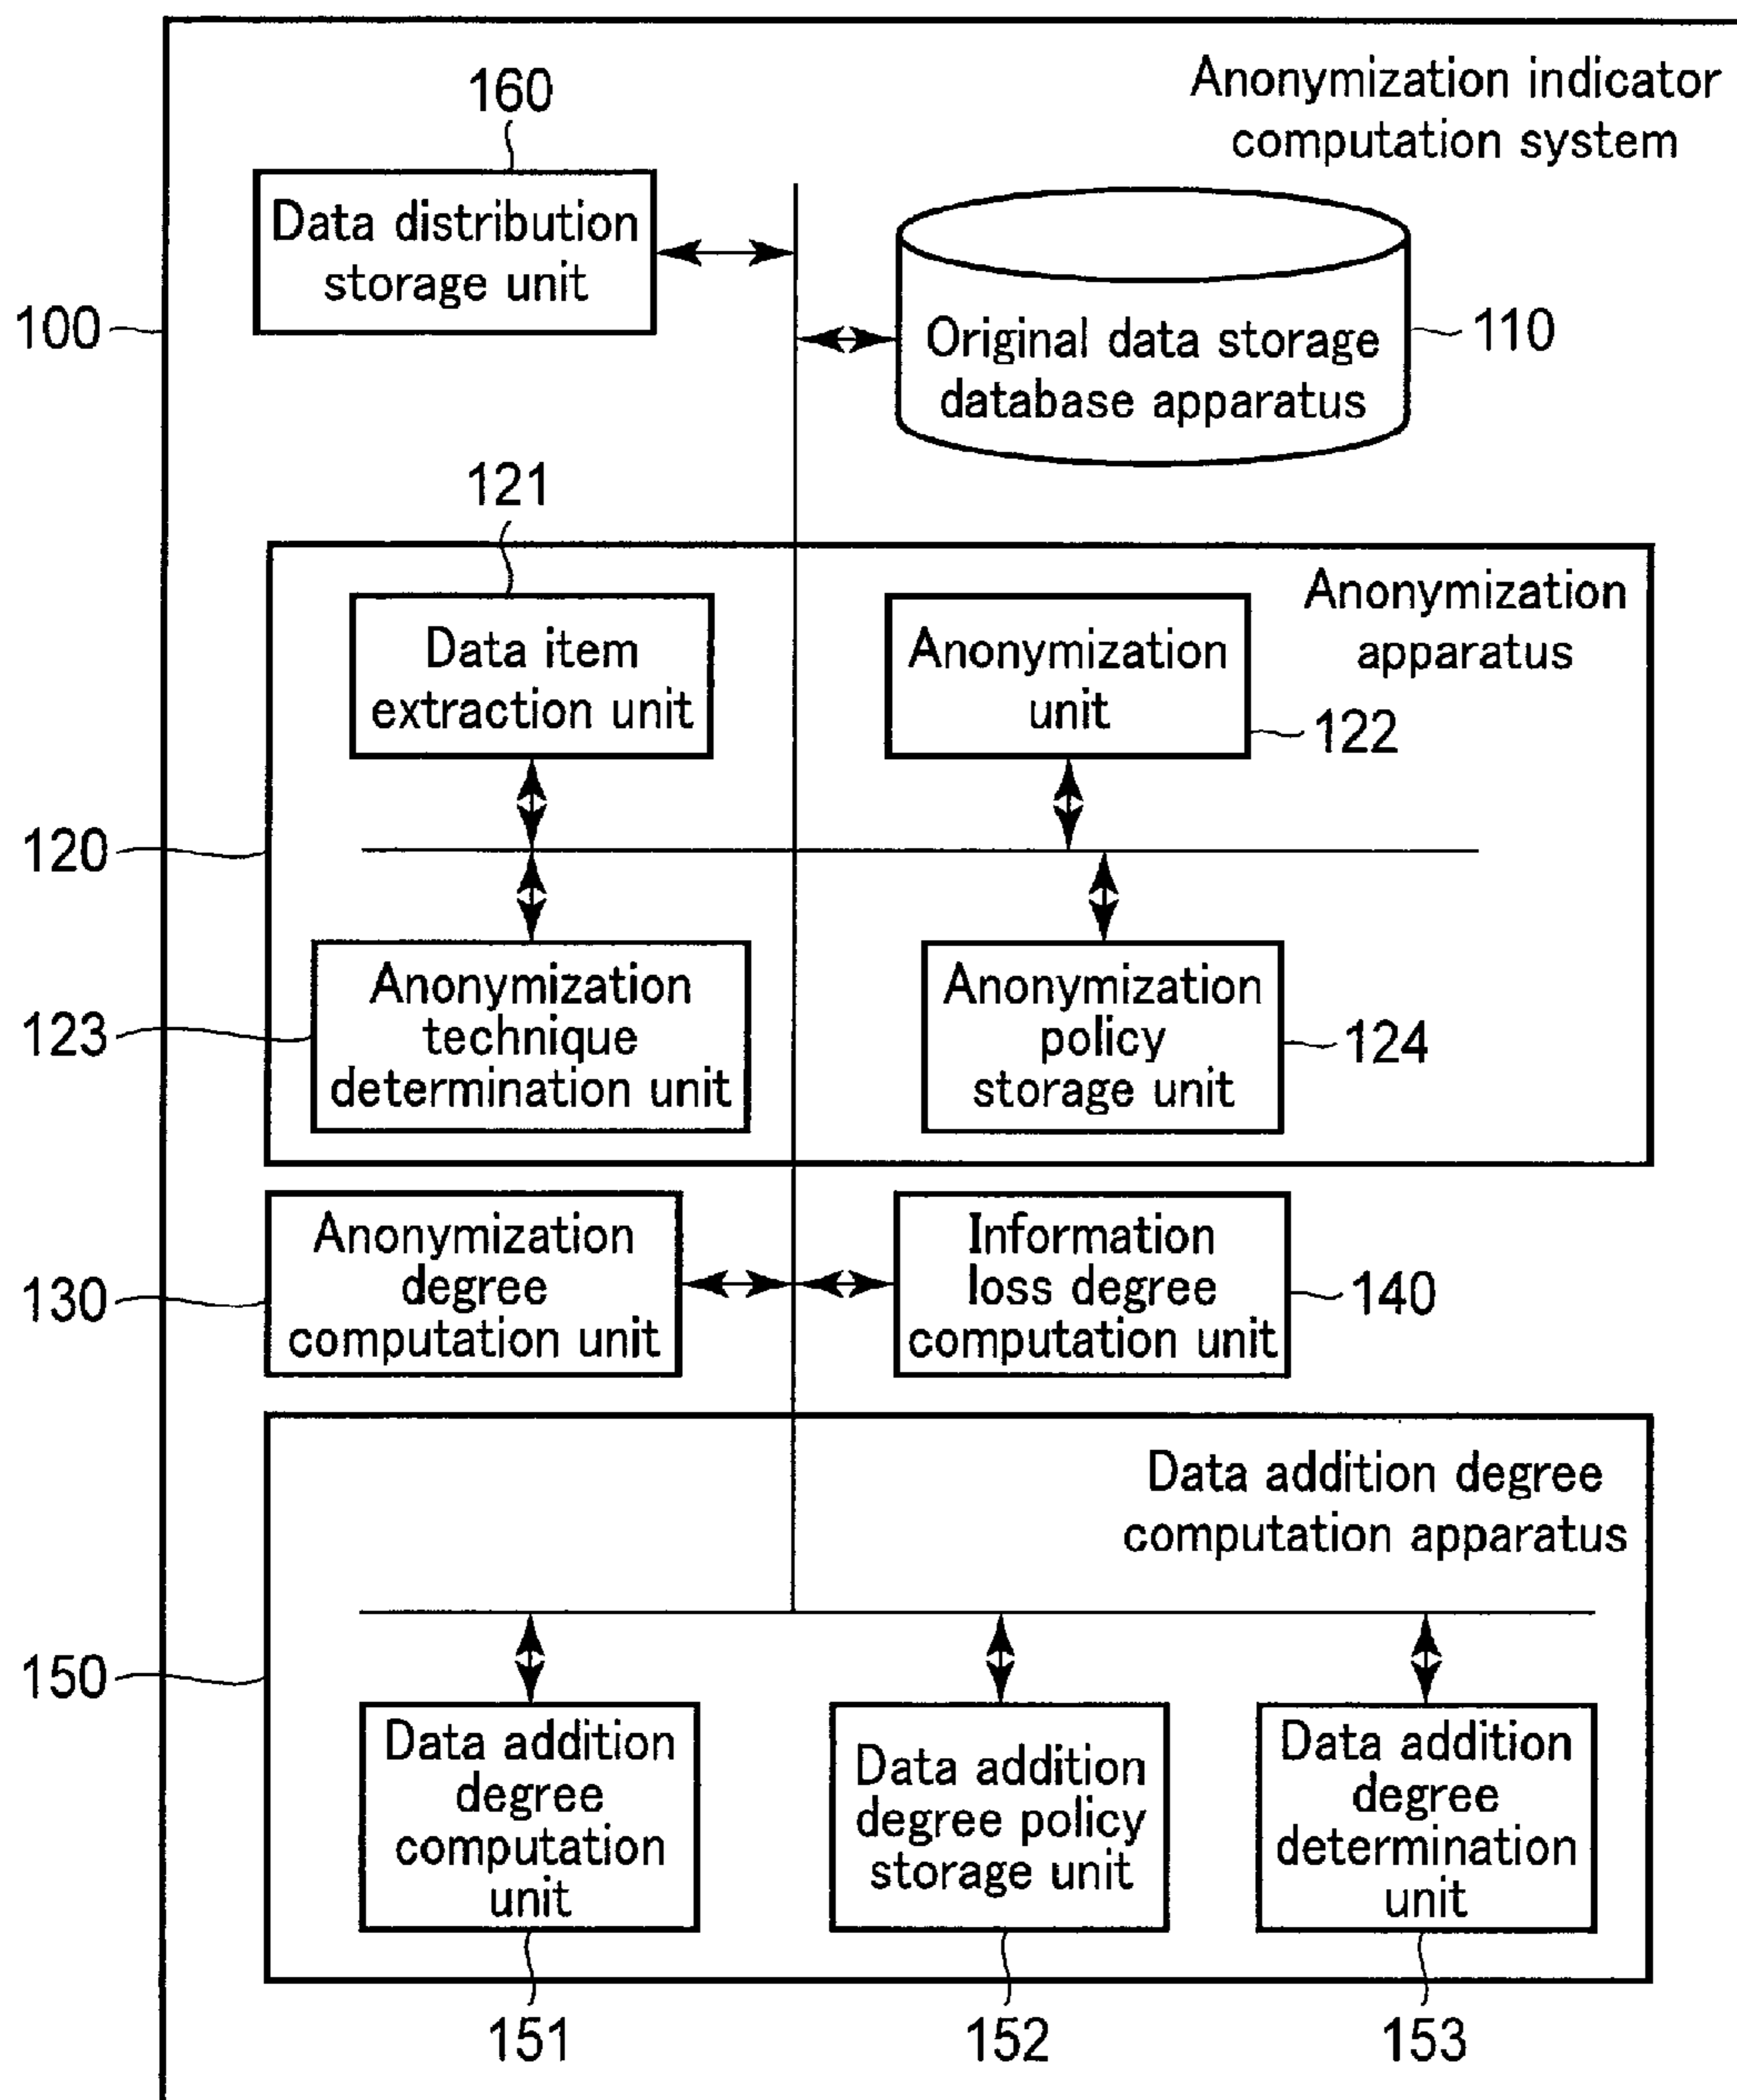 Anonymization indicator
computation system
160
Data distribution
storage unit
100
Original data storage
database apparatus
110
121
Anonymization
apparatus
Data item
extraction unit
Anonymization
unit
122
120
Anonymization
technique
determination unit
123
Anonymization
policy
storage unit
124
Anonymization
degree
computation unit
130
Information
loss degree
computation unit
140
Data addition degree
computation apparatus
150
Data addition
degree
computation
unit
Data addition
degree policy
storage unit
Data addition
degree
determination
unit
151
152
153